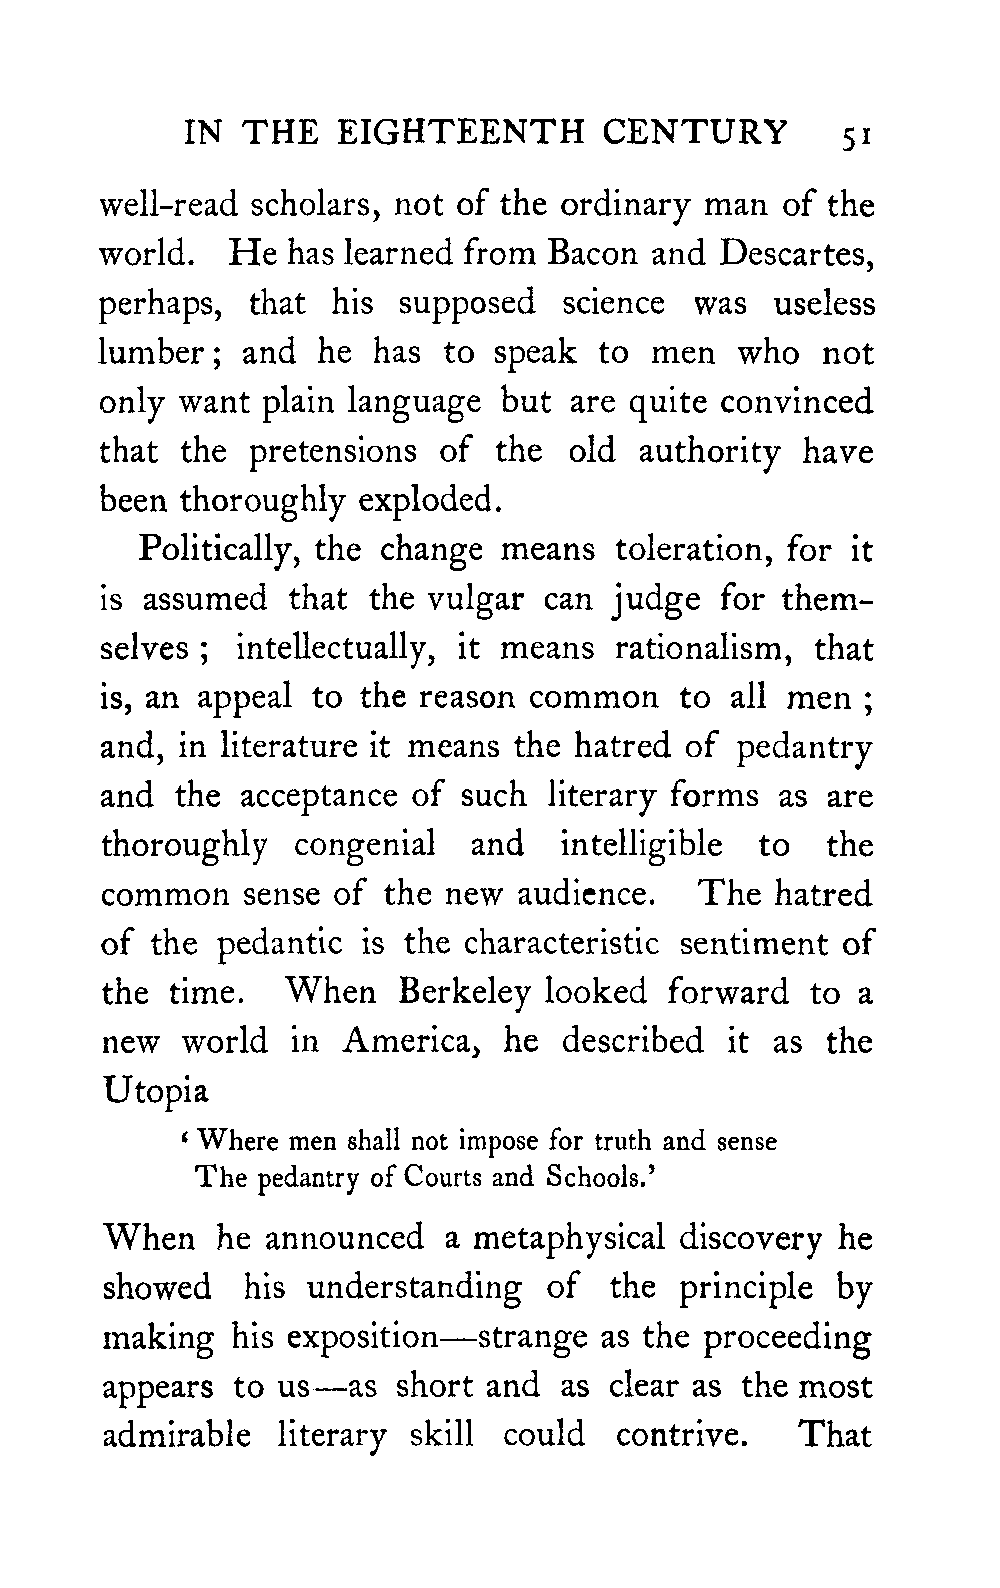 IN THE EIGHTEENTH CENTURY 51
well-read scholars, not of the ordinary man of the
world. He has learned from Bacon and Descartes,
perhaps, that his supposed science was useless
lumber; and he has to speak to men who not
only want plain language but are quite convinced
that the pretensions of the old authority have
been thoroughly exploded.
Politically, the change means toleration, for it
is assumed that the vulgar can judge for them-
selves ; intellectually, it means rationalism, that
is, an appeal to the reason common to all men ;
and, in literature it means the hatred of pedantry
and the acceptance of such literary forms as are
thoroughly congenial and intelligible to the
common sense of the new audience. The hatred
of the pedantic is the characteristic sentiment of
the time. When Berkeley looked forward to a
new world in America, he described it as the
Utopia
‘ Where men shall not impose for truth and sense
The pedantry of Courts and Schools.’
When he announced a metaphysical discovery he
showed his understanding of the principle by
making his exposition—strange as the proceeding
appears to us—as short and as clear as the most
admirable literary skill could contrive. That